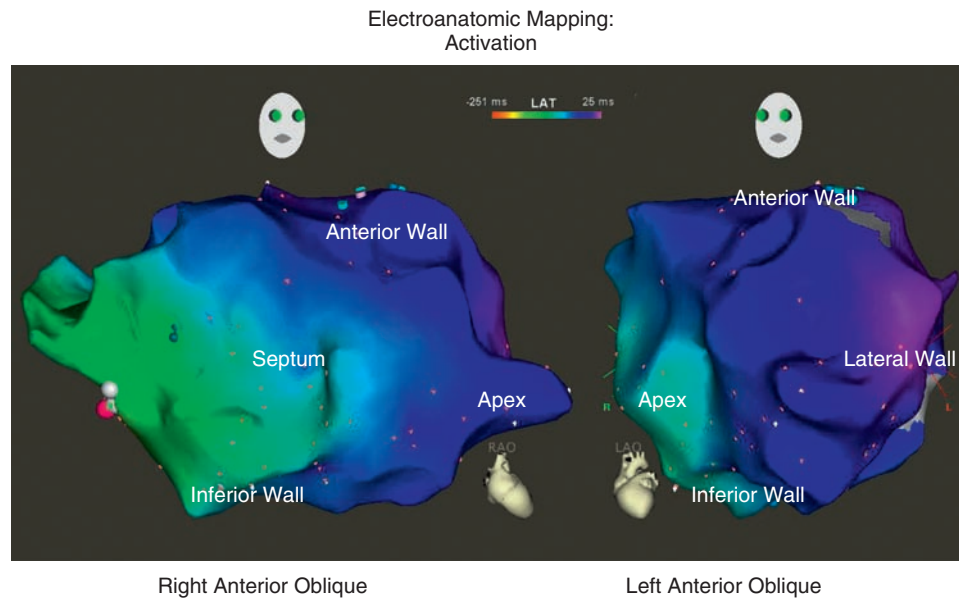 Electroanatomic Mapping:
Activation
-251 ms LAT 25 ms
Anterior Wall
Anterior Wall
Septum
Lateral Wall
Apex
R
Apex
L
RAO
LAO
Inferior Wall
Inferior Wall
Right Anterior Oblique
Left Anterior Oblique